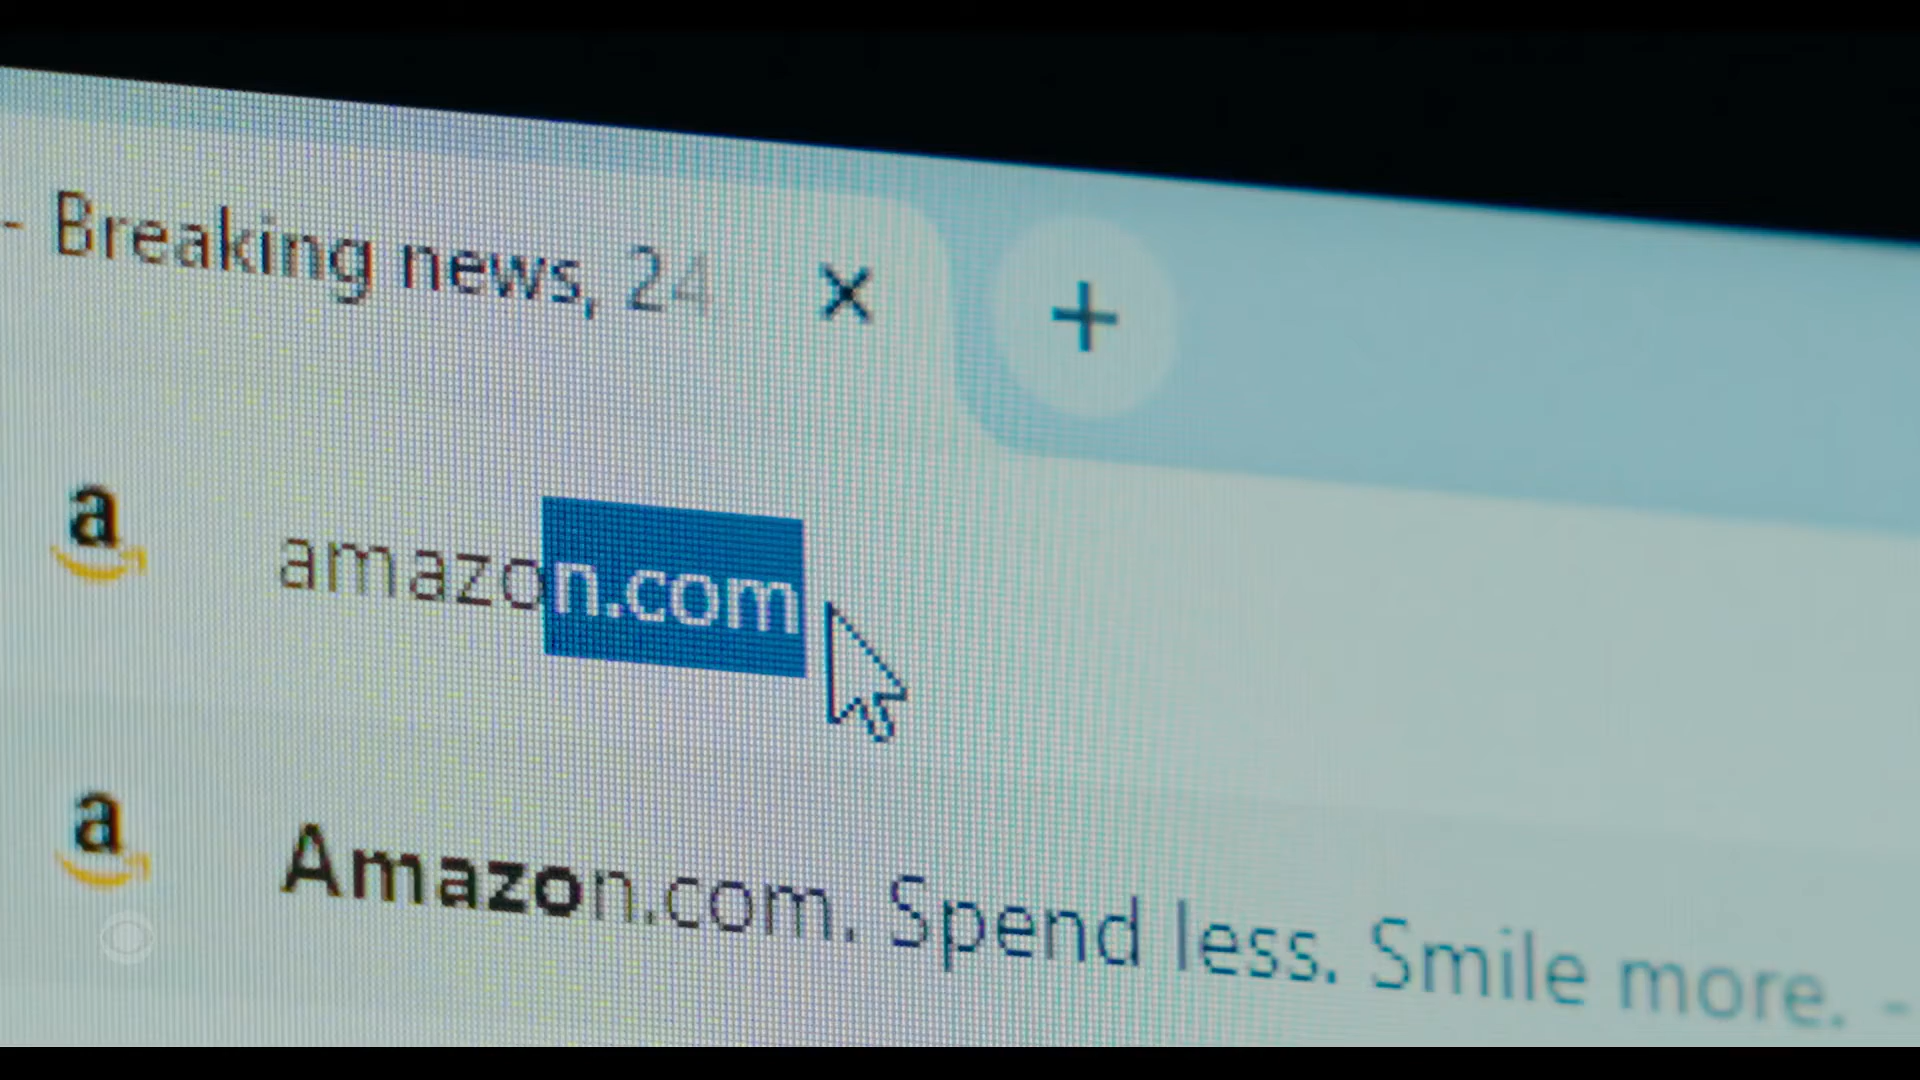 - Breaking news, 24
a
amazon.com
a
Amazon.com. Spend less. Smile more. -